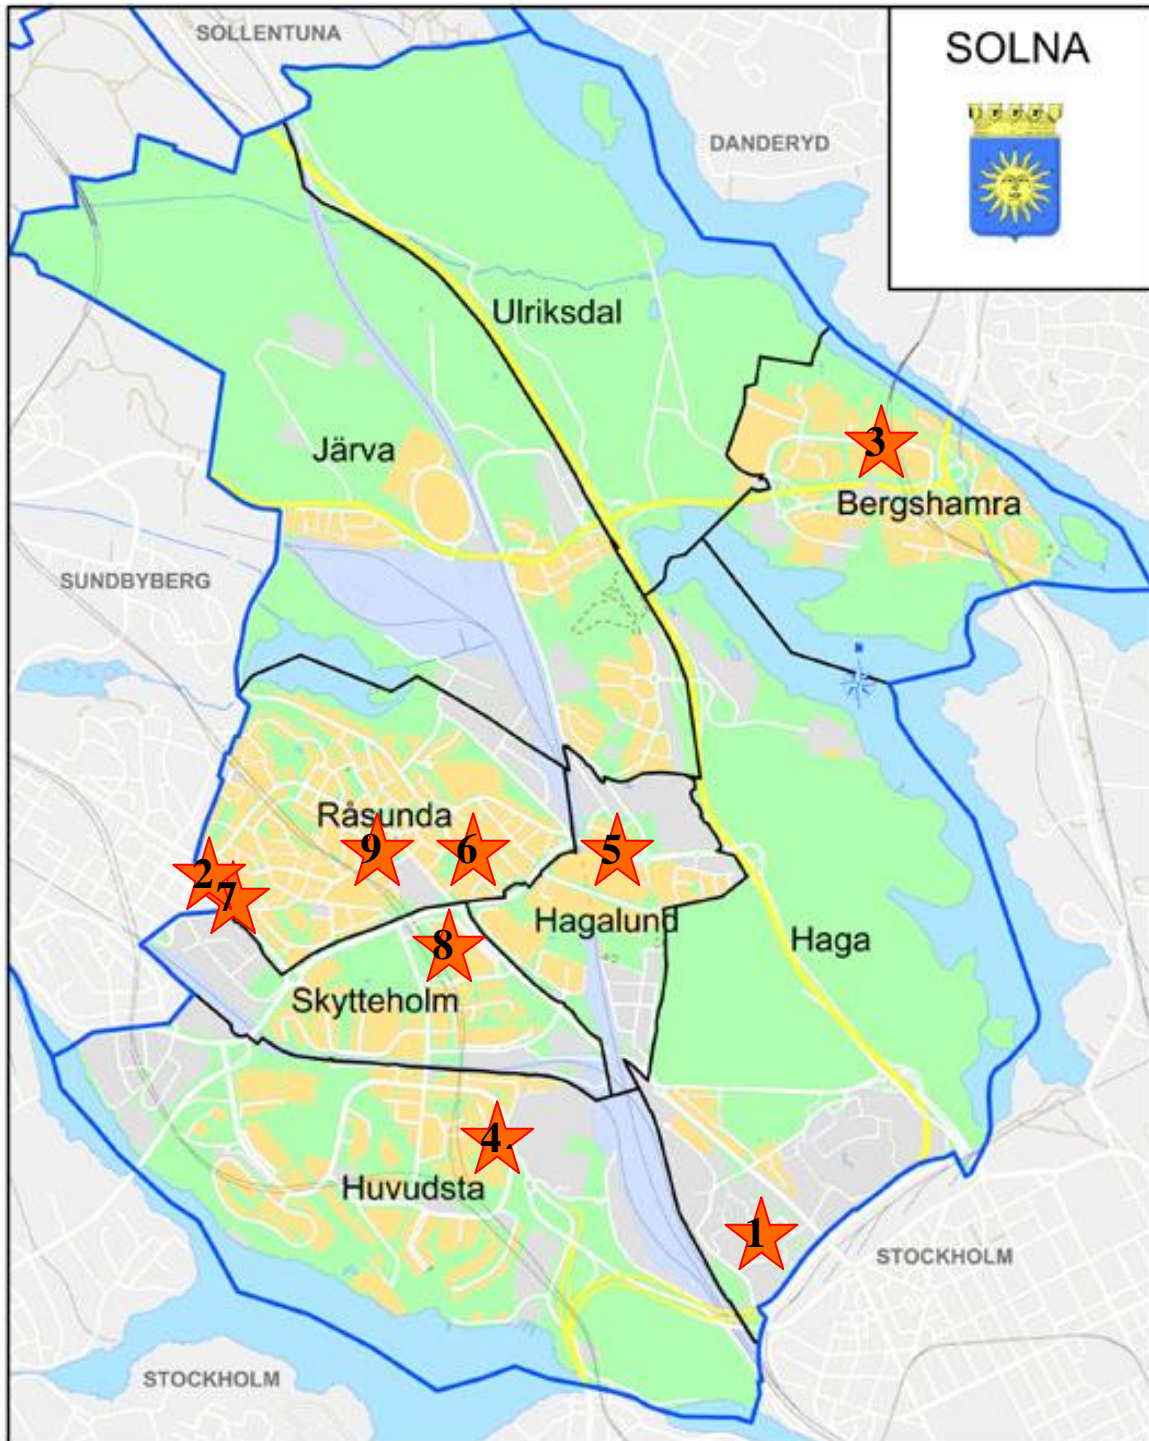 SOLLENTUNA
SOLNA
DANDERYD
Ulriksdal
Järva
3
Bergshamra
SUNDBYBERG
N
Råsunda
9
6
5
2
7
Hagalund
8
Haga
Skytteholm
4.
Huvudsta
1
STOCKHOLM
STOCKHOLM